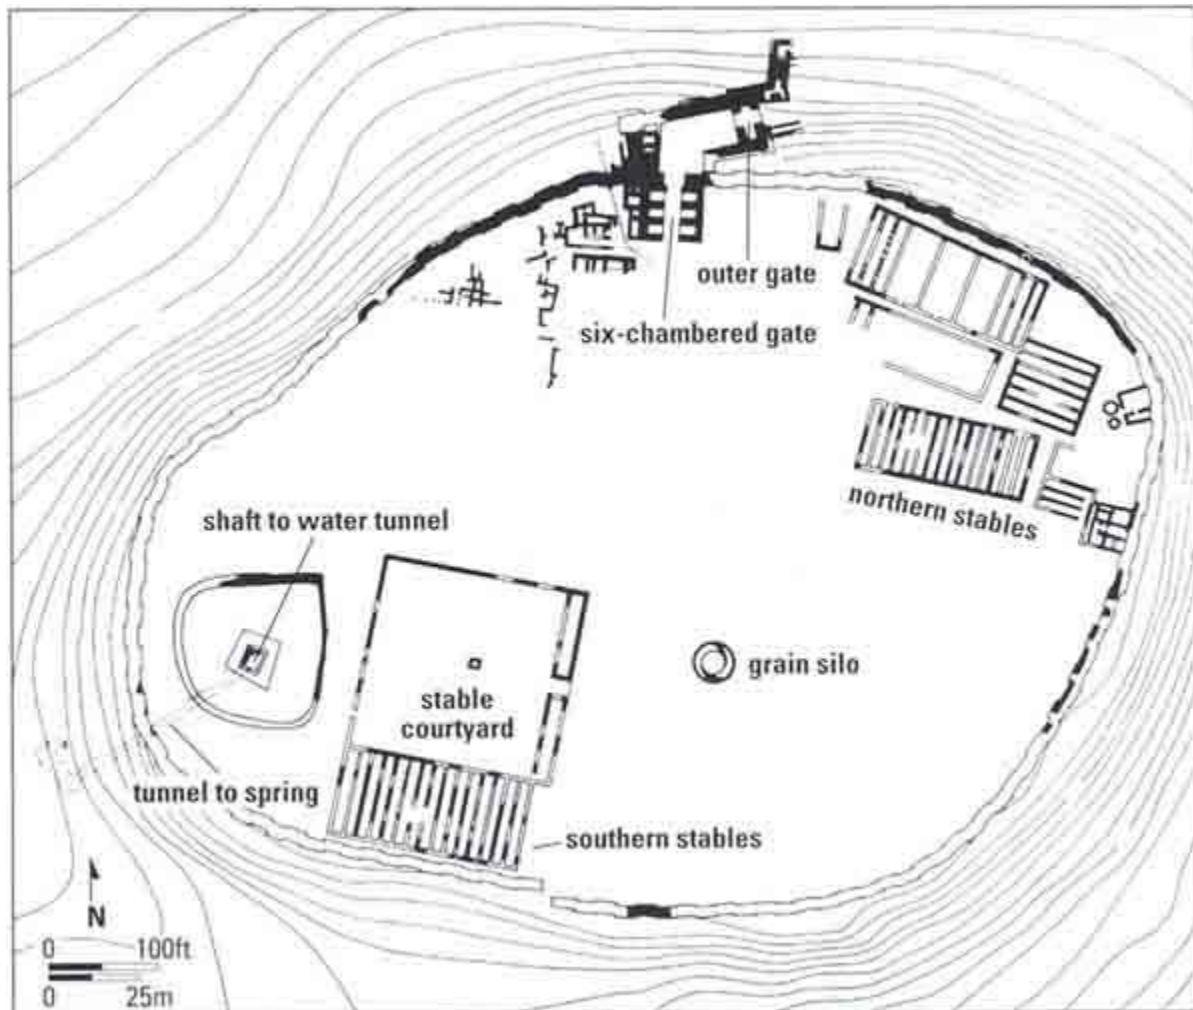 outer gate
six-chambered gate
northern stables
shaft to water tunnel
grain silo
stable
courtyard
tunnel to spring
southern stables
N
0 100ft
0 25m